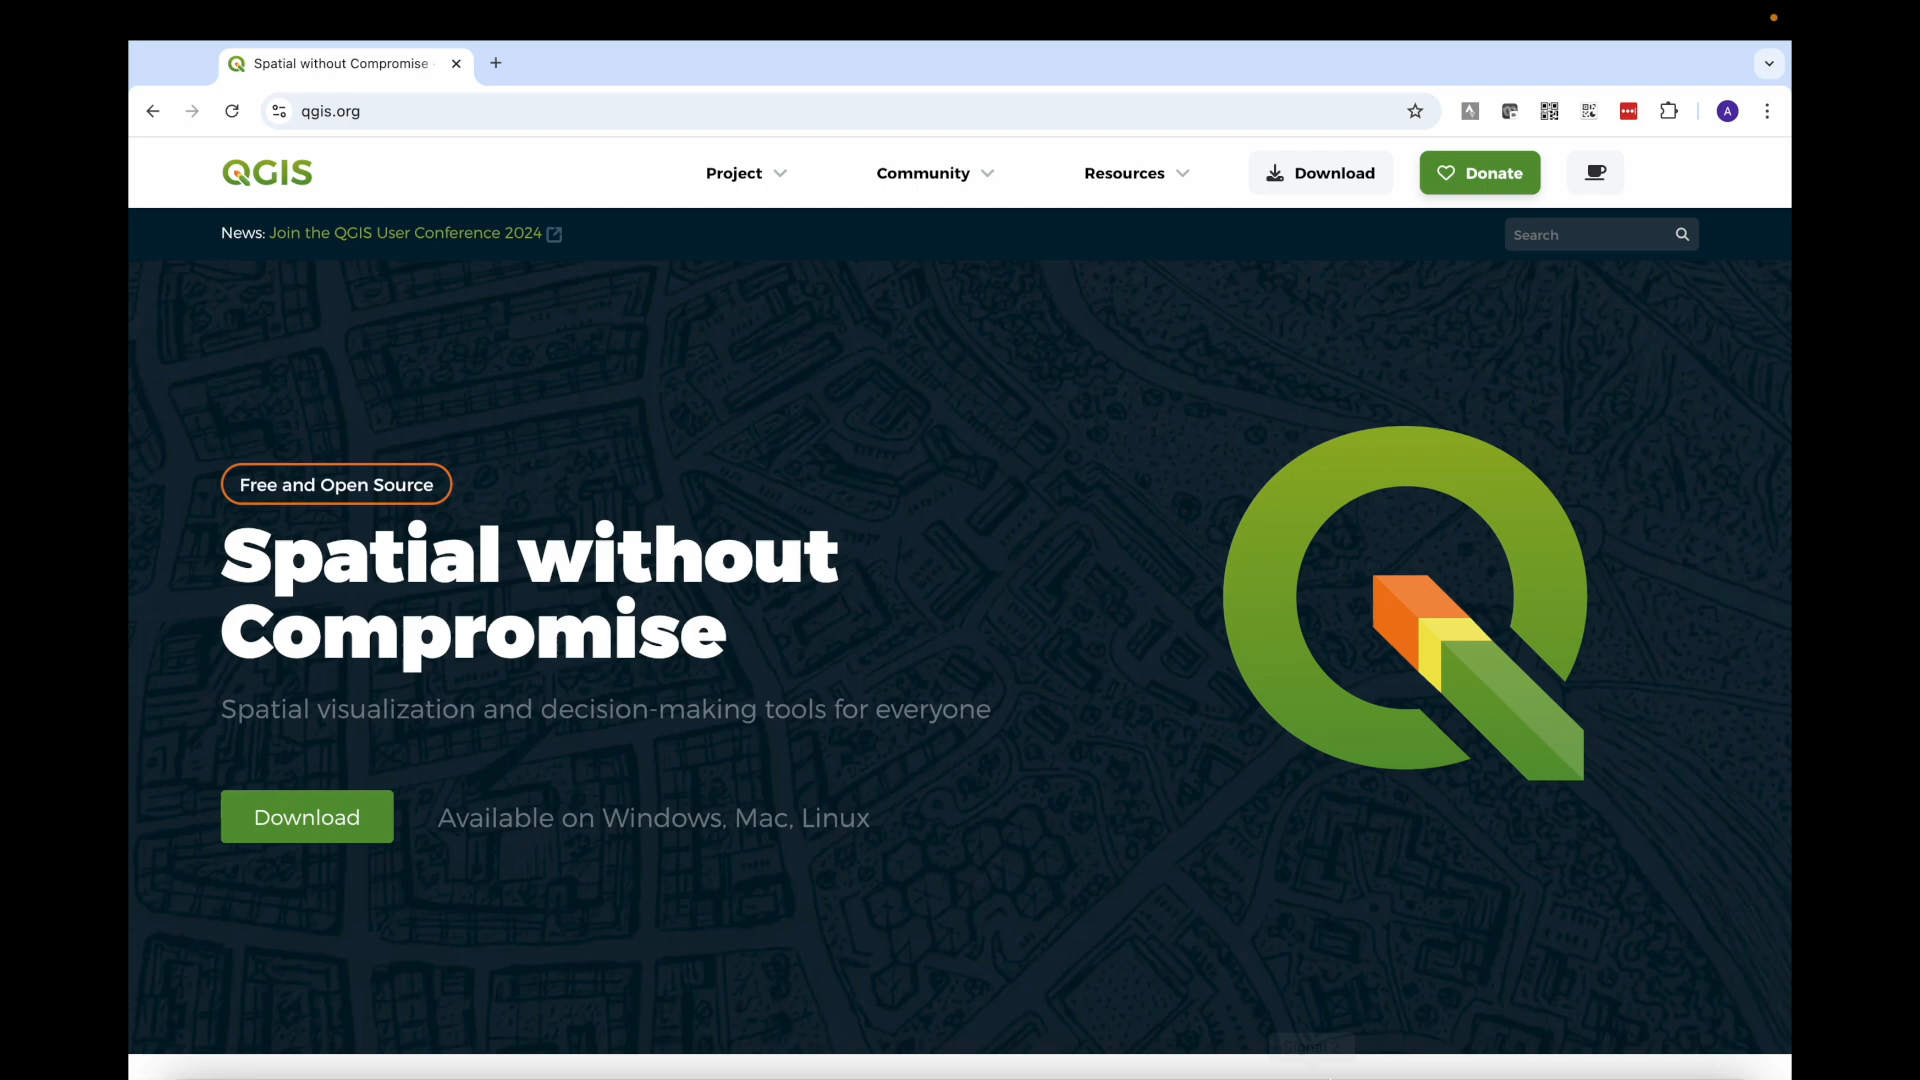 Spatial without Compromise
qgis.org
A
QGIS
Project
Community
Resources
Download
Donate
News: Join the QGIS User Conference 2024
Search
Free and Open Source
Spatial without
Compromise
Spatial visualization and decision-making tools for everyone
Download
Available on Windows, Mac, Linux